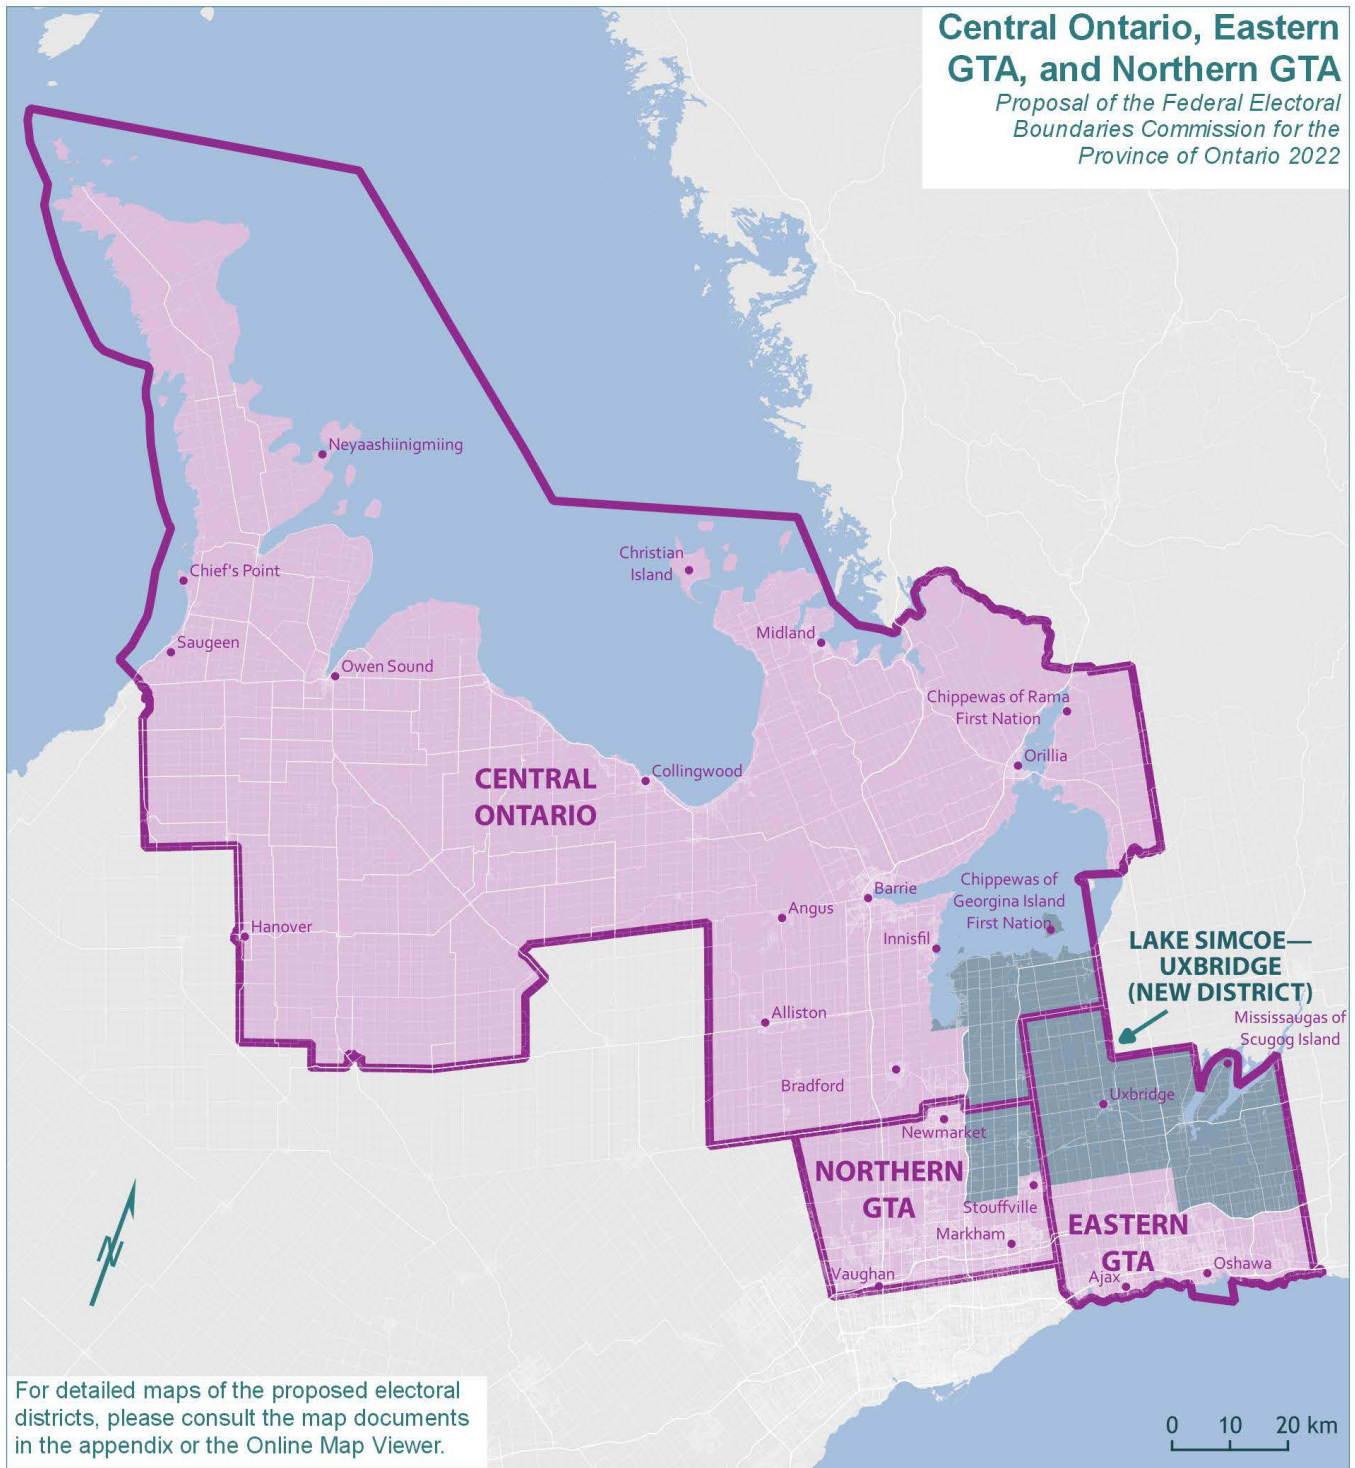 Central Ontario, Eastern
GTA, and Northern GTA
Proposal of the Federal Electoral
Boundaries Commission for the
Province of Ontario 2022
Neyaashiinigmiing
Christian
Island
Chief's Point
Saugeen
Midland
Owen Sound
Chippewas of Rama
First Nation
Orillia
Collingwood
CENTRAL
ONTARIO
Barrie
Chippewas of
Georgina Island
First Nation
Angus
Hanover
Innisfil
LAKE SIMCOE—
UXBRIDGE
(NEW DISTRICT)
Alliston
Mississaugas of
Scugog Island
Bradford
Uxbridge
Newmarket
NORTHERN
GTA
Stouffville
EASTERN
GTA
Markham
Vaughan
Ajax
Oshawa
N
For detailed maps of the proposed electoral
districts, please consult the map documents
in the appendix or the Online Map Viewer.
0 10 20 km